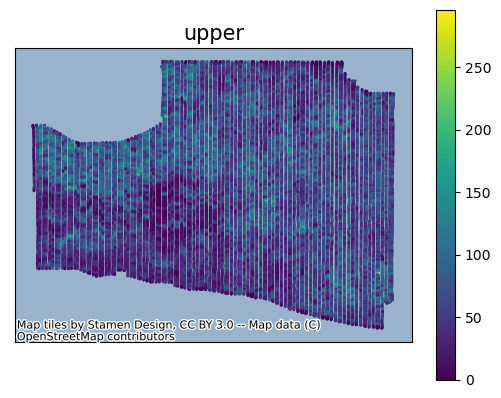 upper
250
200
150
100
50
0
Map tiles by Stamen Design, CC BY 3.0 -- Map data (C)
OpenStreetMap contributors